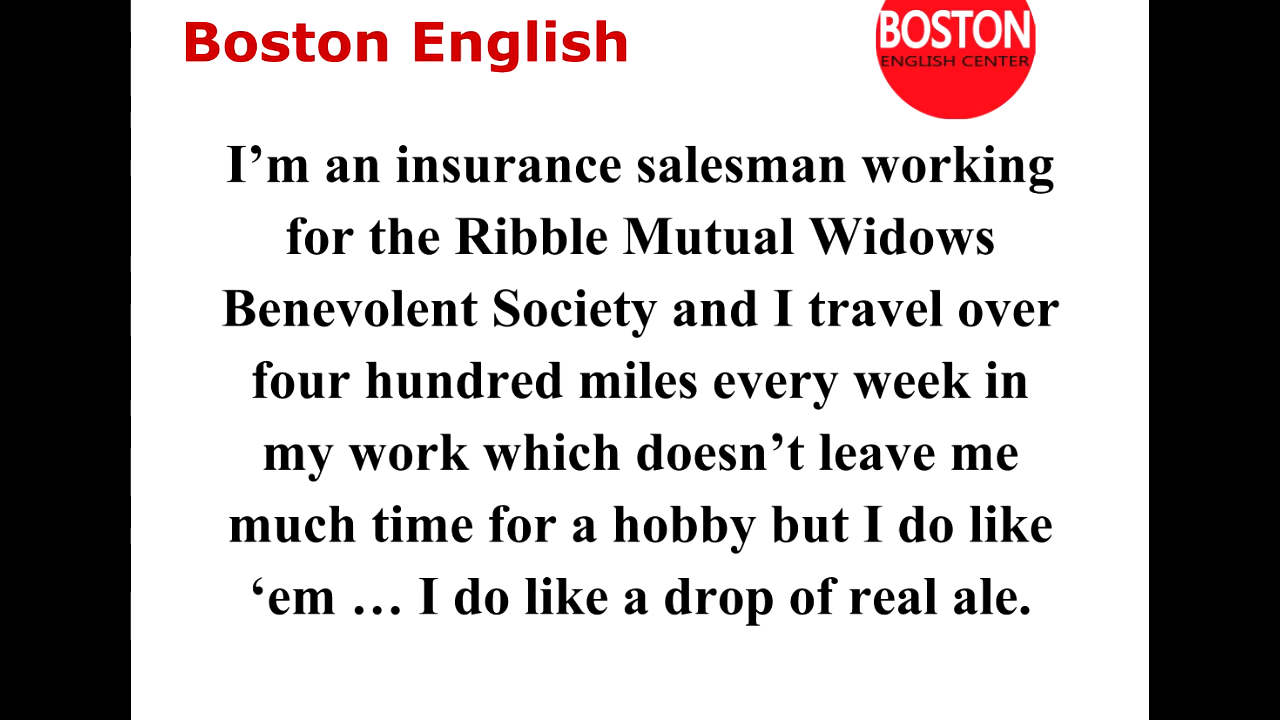 Boston English
BOSTON
ENGLISH CENTER
I’m an insurance salesman working
for the Ribble Mutual Widows
Benevolent Society and I travel over
four hundred miles every week in
my work which doesn’t leave me
much time for a hobby but I do like
‘em … I do like a drop of real ale.